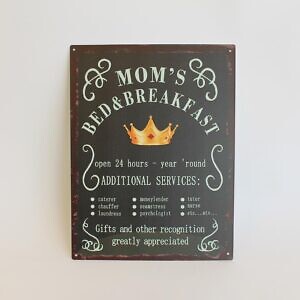 MOM'S
BED&BREAKFAST
open 24 hours - year 'round
ADDITIONAL SERVICES:
caterer moneylender tutor
chauffer seamstress nurse
laundress psychologist etc...etc...
Gifts and other recognition
greatly appreciated